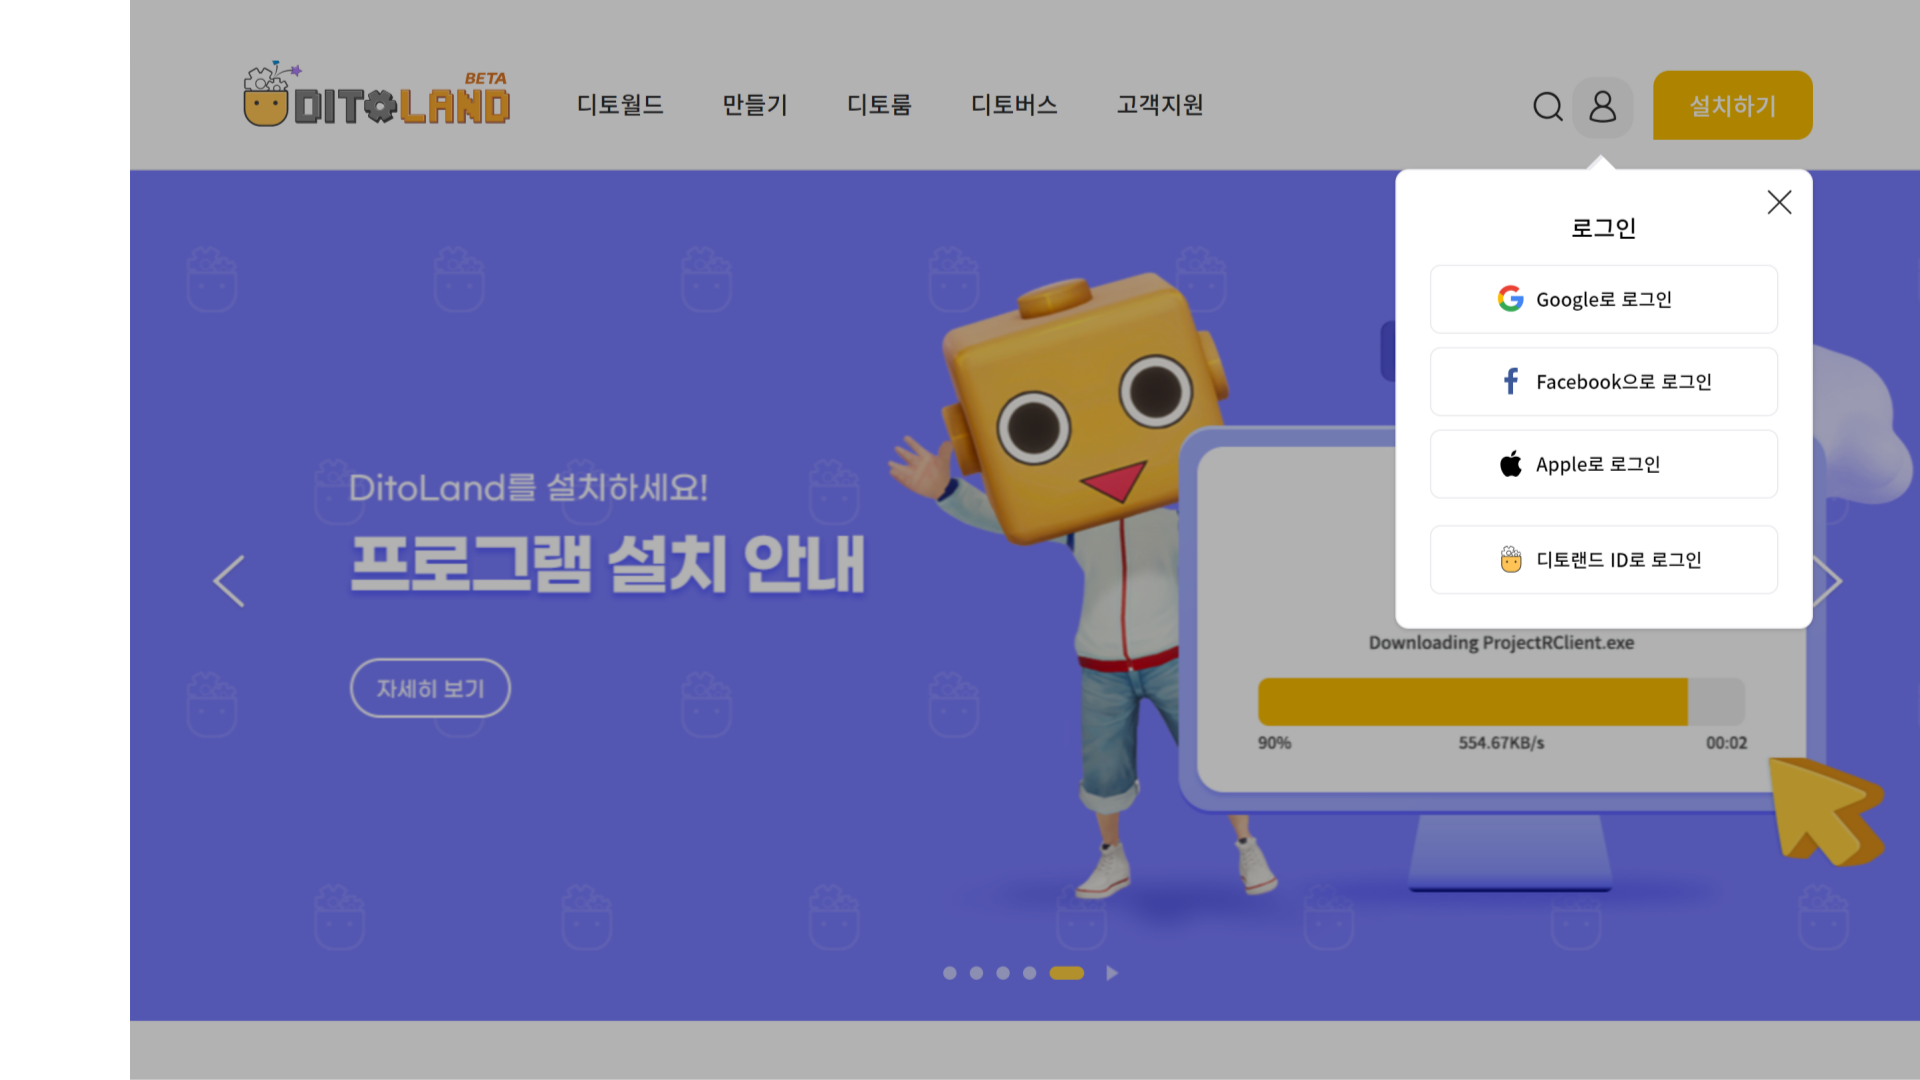 BETA
DITOLAND
디토월드
만들기
디토룸
디토버스
고객지원
설치하기
로그인
Google로 로그인
Facebook으로 로그인
Apple로 로그인
디토랜드 ID로 로그인
DitoLand를 설치하세요!
프로그램 설치 안내
자세히 보기
Downloading ProjectRClient.exe
90% 554.67KB/s 00:02